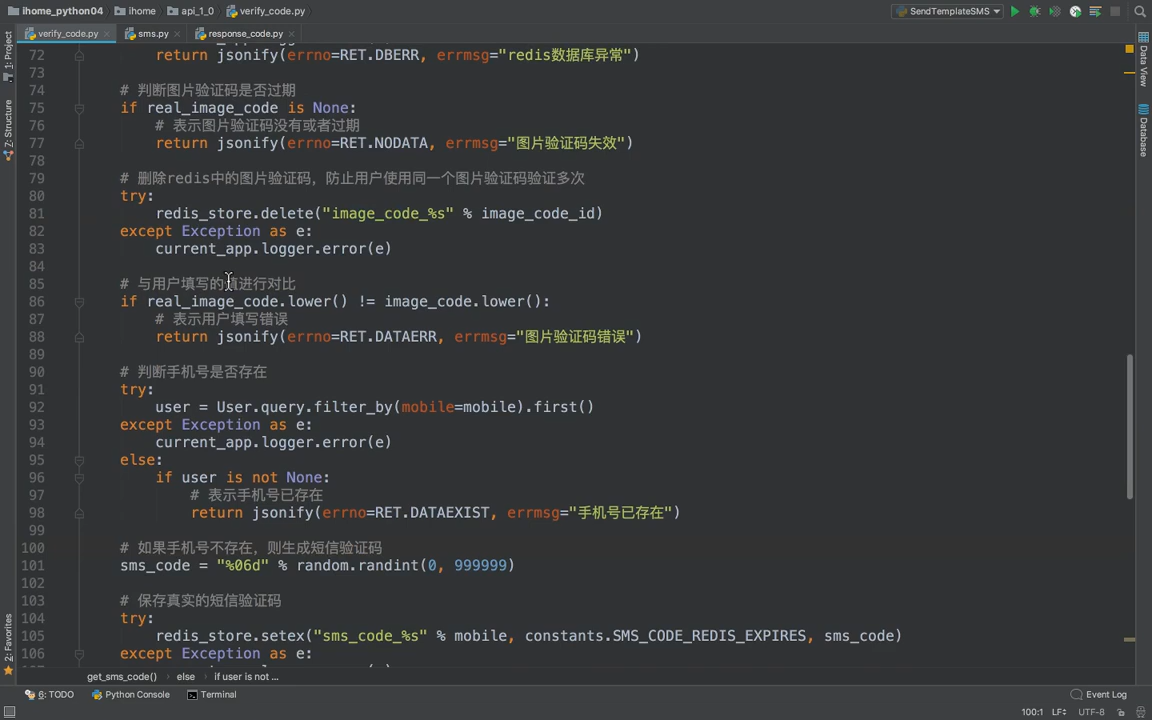 ihome_python04 ihome api_1_0 verify_code.py SendTemplateSMS
verify_code.py sms.py response_code.py
1: Project
Z: Structure
2: Favorites
Data View
Database
72 return jsonify(errno=RET.DBERR, errmsg="redis数据库异常")
73
74 # 判断图片验证码是否过期
75 if real_image_code is None:
76 # 表示图片验证码没有或者过期
77 return jsonify(errno=RET.NODATA, errmsg="图片验证码失效")
78
79 # 删除redis中的图片验证码，防止用户使用同一个图片验证码验证多次
80 try:
81 redis_store.delete("image_code_%s" % image_code_id)
82 except Exception as e:
83 current_app.logger.error(e)
84
85 # 与用户填写的值进行对比
86 if real_image_code.lower() != image_code.lower():
87 # 表示用户填写错误
88 return jsonify(errno=RET.DATAERR, errmsg="图片验证码错误")
89
90 # 判断手机号是否存在
91 try:
92 user = User.query.filter_by(mobile=mobile).first()
93 except Exception as e:
94 current_app.logger.error(e)
95 else:
96 if user is not None:
97 # 表示手机号已存在
98 return jsonify(errno=RET.DATAEXIST, errmsg="手机号已存在")
99
100 # 如果手机号不存在，则生成短信验证码
101 sms_code = "%06d" % random.randint(0, 999999)
102
103 # 保存真实的短信验证码
104 try:
105 redis_store.setex("sms_code_%s" % mobile, constants.SMS_CODE_REDIS_EXPIRES, sms_code)
106 except Exception as e:
get_sms_code() › else › if user is not ...
6: TODO Python Console Terminal Event Log
100:1 LF UTF-8